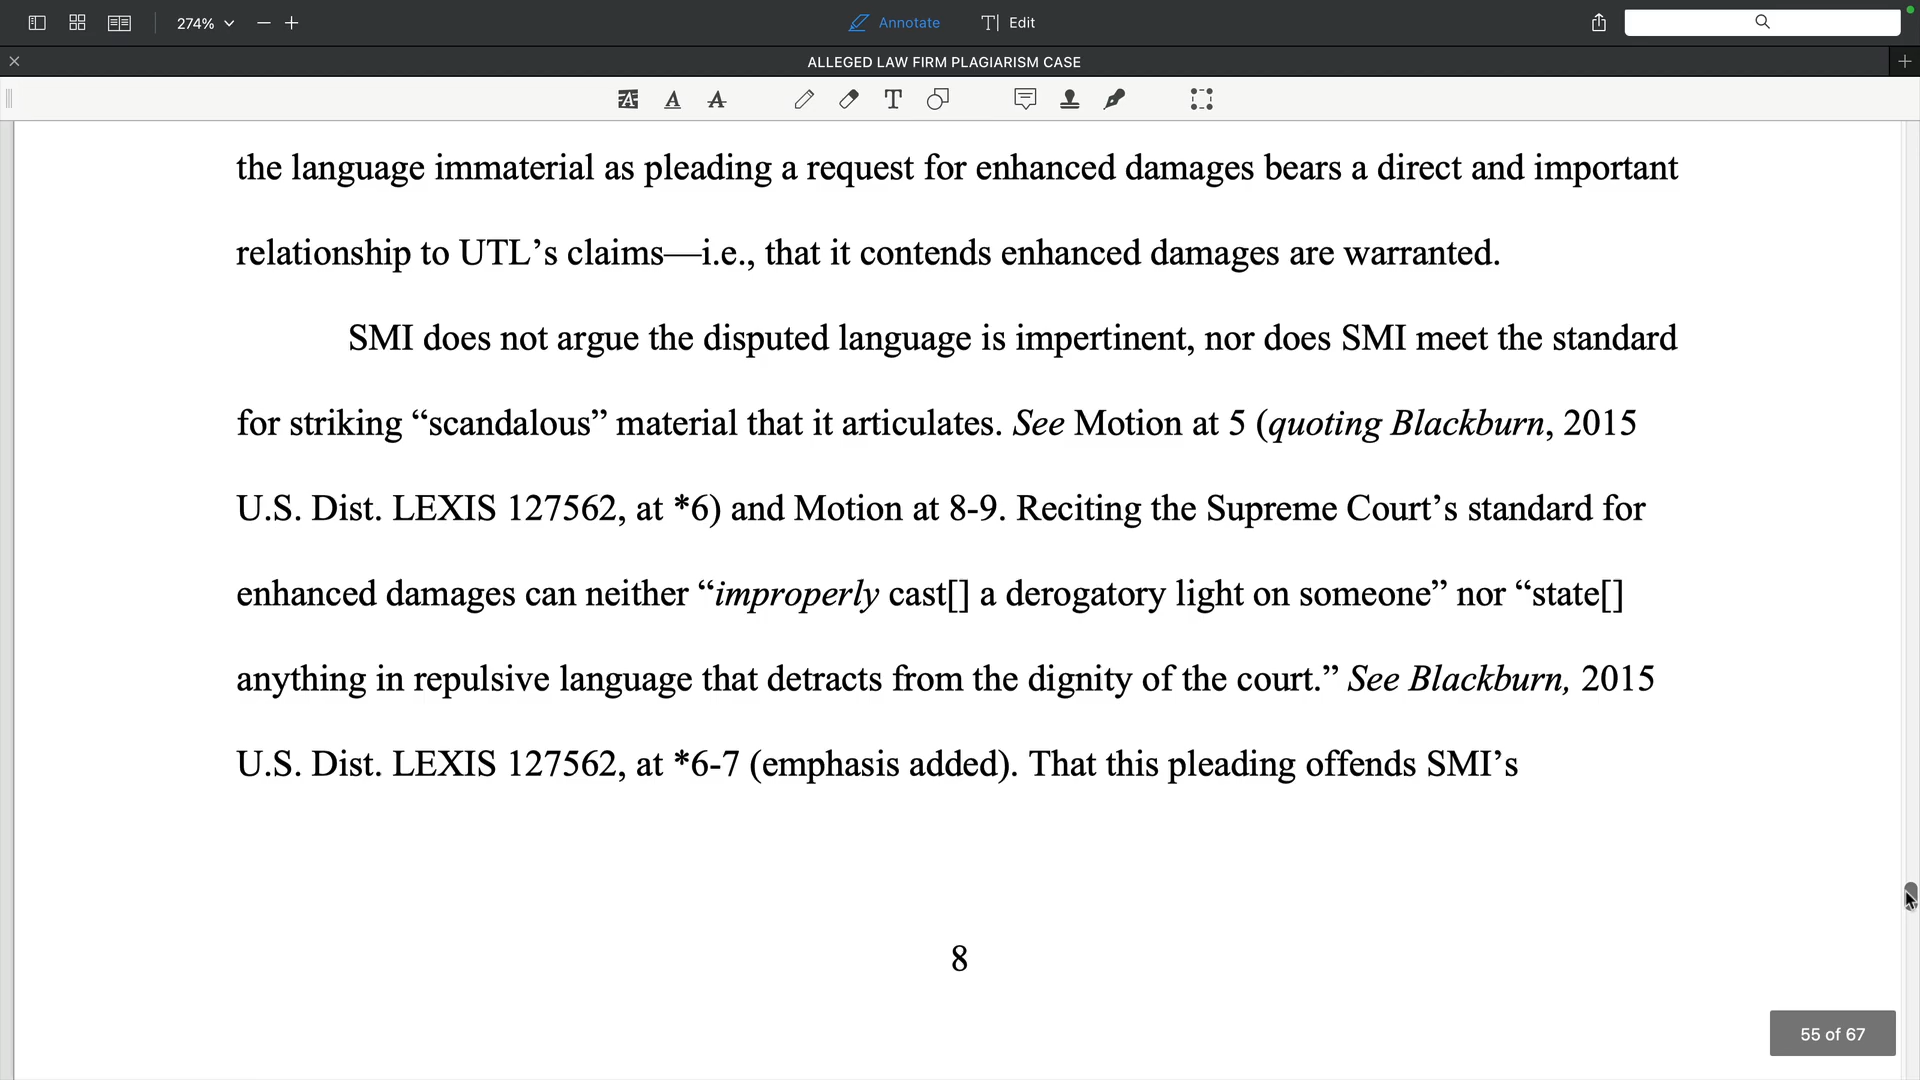 274%
Annotate
Edit
ALLEGED LAW FIRM PLAGIARISM CASE
the language immaterial as pleading a request for enhanced damages bears a direct and important
relationship to UTL’s claims—i.e., that it contends enhanced damages are warranted.
SMI does not argue the disputed language is impertinent, nor does SMI meet the standard
for striking “scandalous” material that it articulates. See Motion at 5 (quoting Blackburn, 2015
U.S. Dist. LEXIS 127562, at *6) and Motion at 8-9. Reciting the Supreme Court’s standard for
enhanced damages can neither “improperly cast[] a derogatory light on someone” nor “state[]
anything in repulsive language that detracts from the dignity of the court.” See Blackburn, 2015
U.S. Dist. LEXIS 127562, at *6-7 (emphasis added). That this pleading offends SMI’s
8
55 of 67